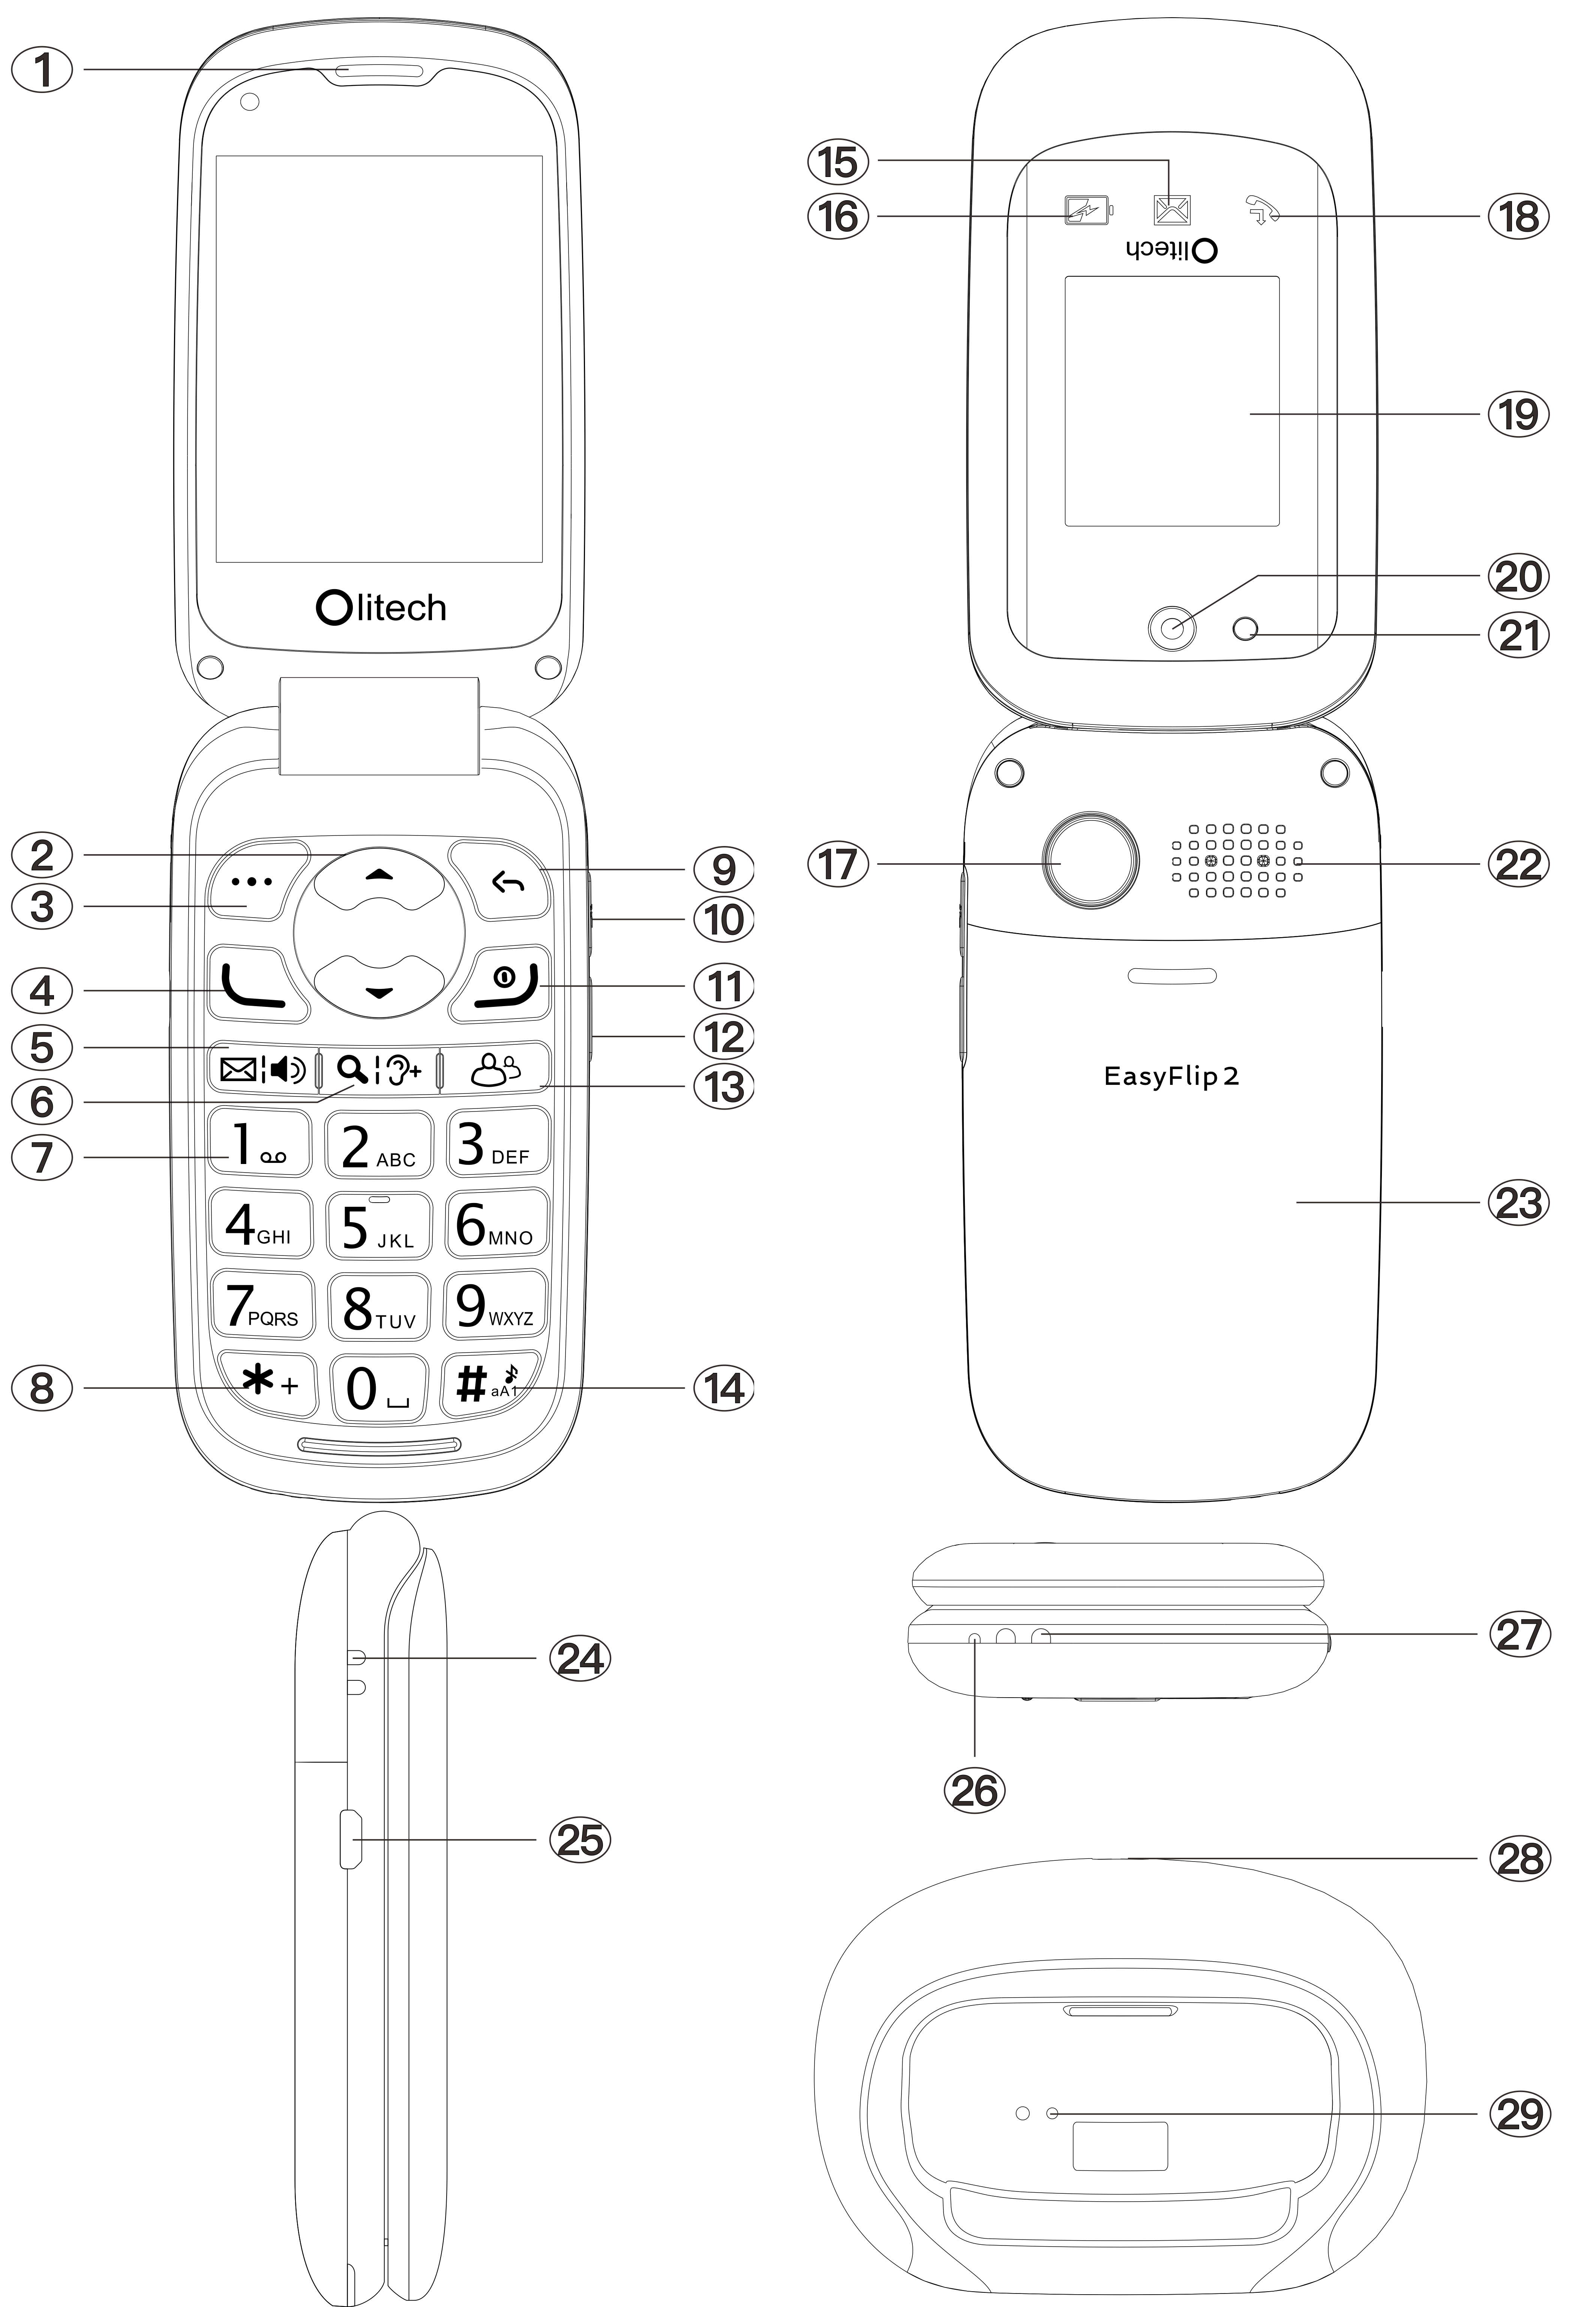 1
Olitech
2
3
4
5
6
7
8
9
10
11
12
13
14
1
2 ABC
3 DEF
4 GHI
5 JKL
6 MNO
7 PQRS
8 TUV
9 WXYZ
* +
0
# aA1
15
16
18
Olitech
19
20
21
17
22
EasyFlip 2
23
24
25
27
26
28
29